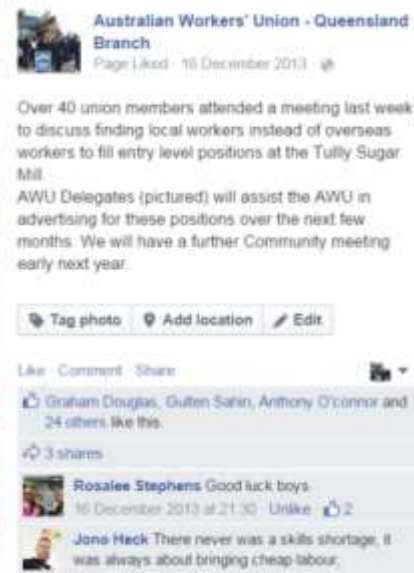 Australian Workers' Union - Queensland
Branch
Page Liked · 16 December 2013 ·
Over 40 union members attended a meeting last week
to discuss finding local workers instead of overseas
workers to fill entry level positions at the Tullly Sugar
Mill.
AWU Delegates (pictured) will assist the AWU in
advertising for these positions over the next few
months. We will have a further Community meeting
early next year.
Tag photo Add location Edit
Like Comment Share
Graham Douglas, Gulten Sahin, Anthony O'connor and
24 others like this.
3 shares
Rosalee Stephens Good luck boys.
16 December 2013 at 21:30 Unlike 2
Jono Heck There never was a skills shortage, it
was always about bringing cheap labour,